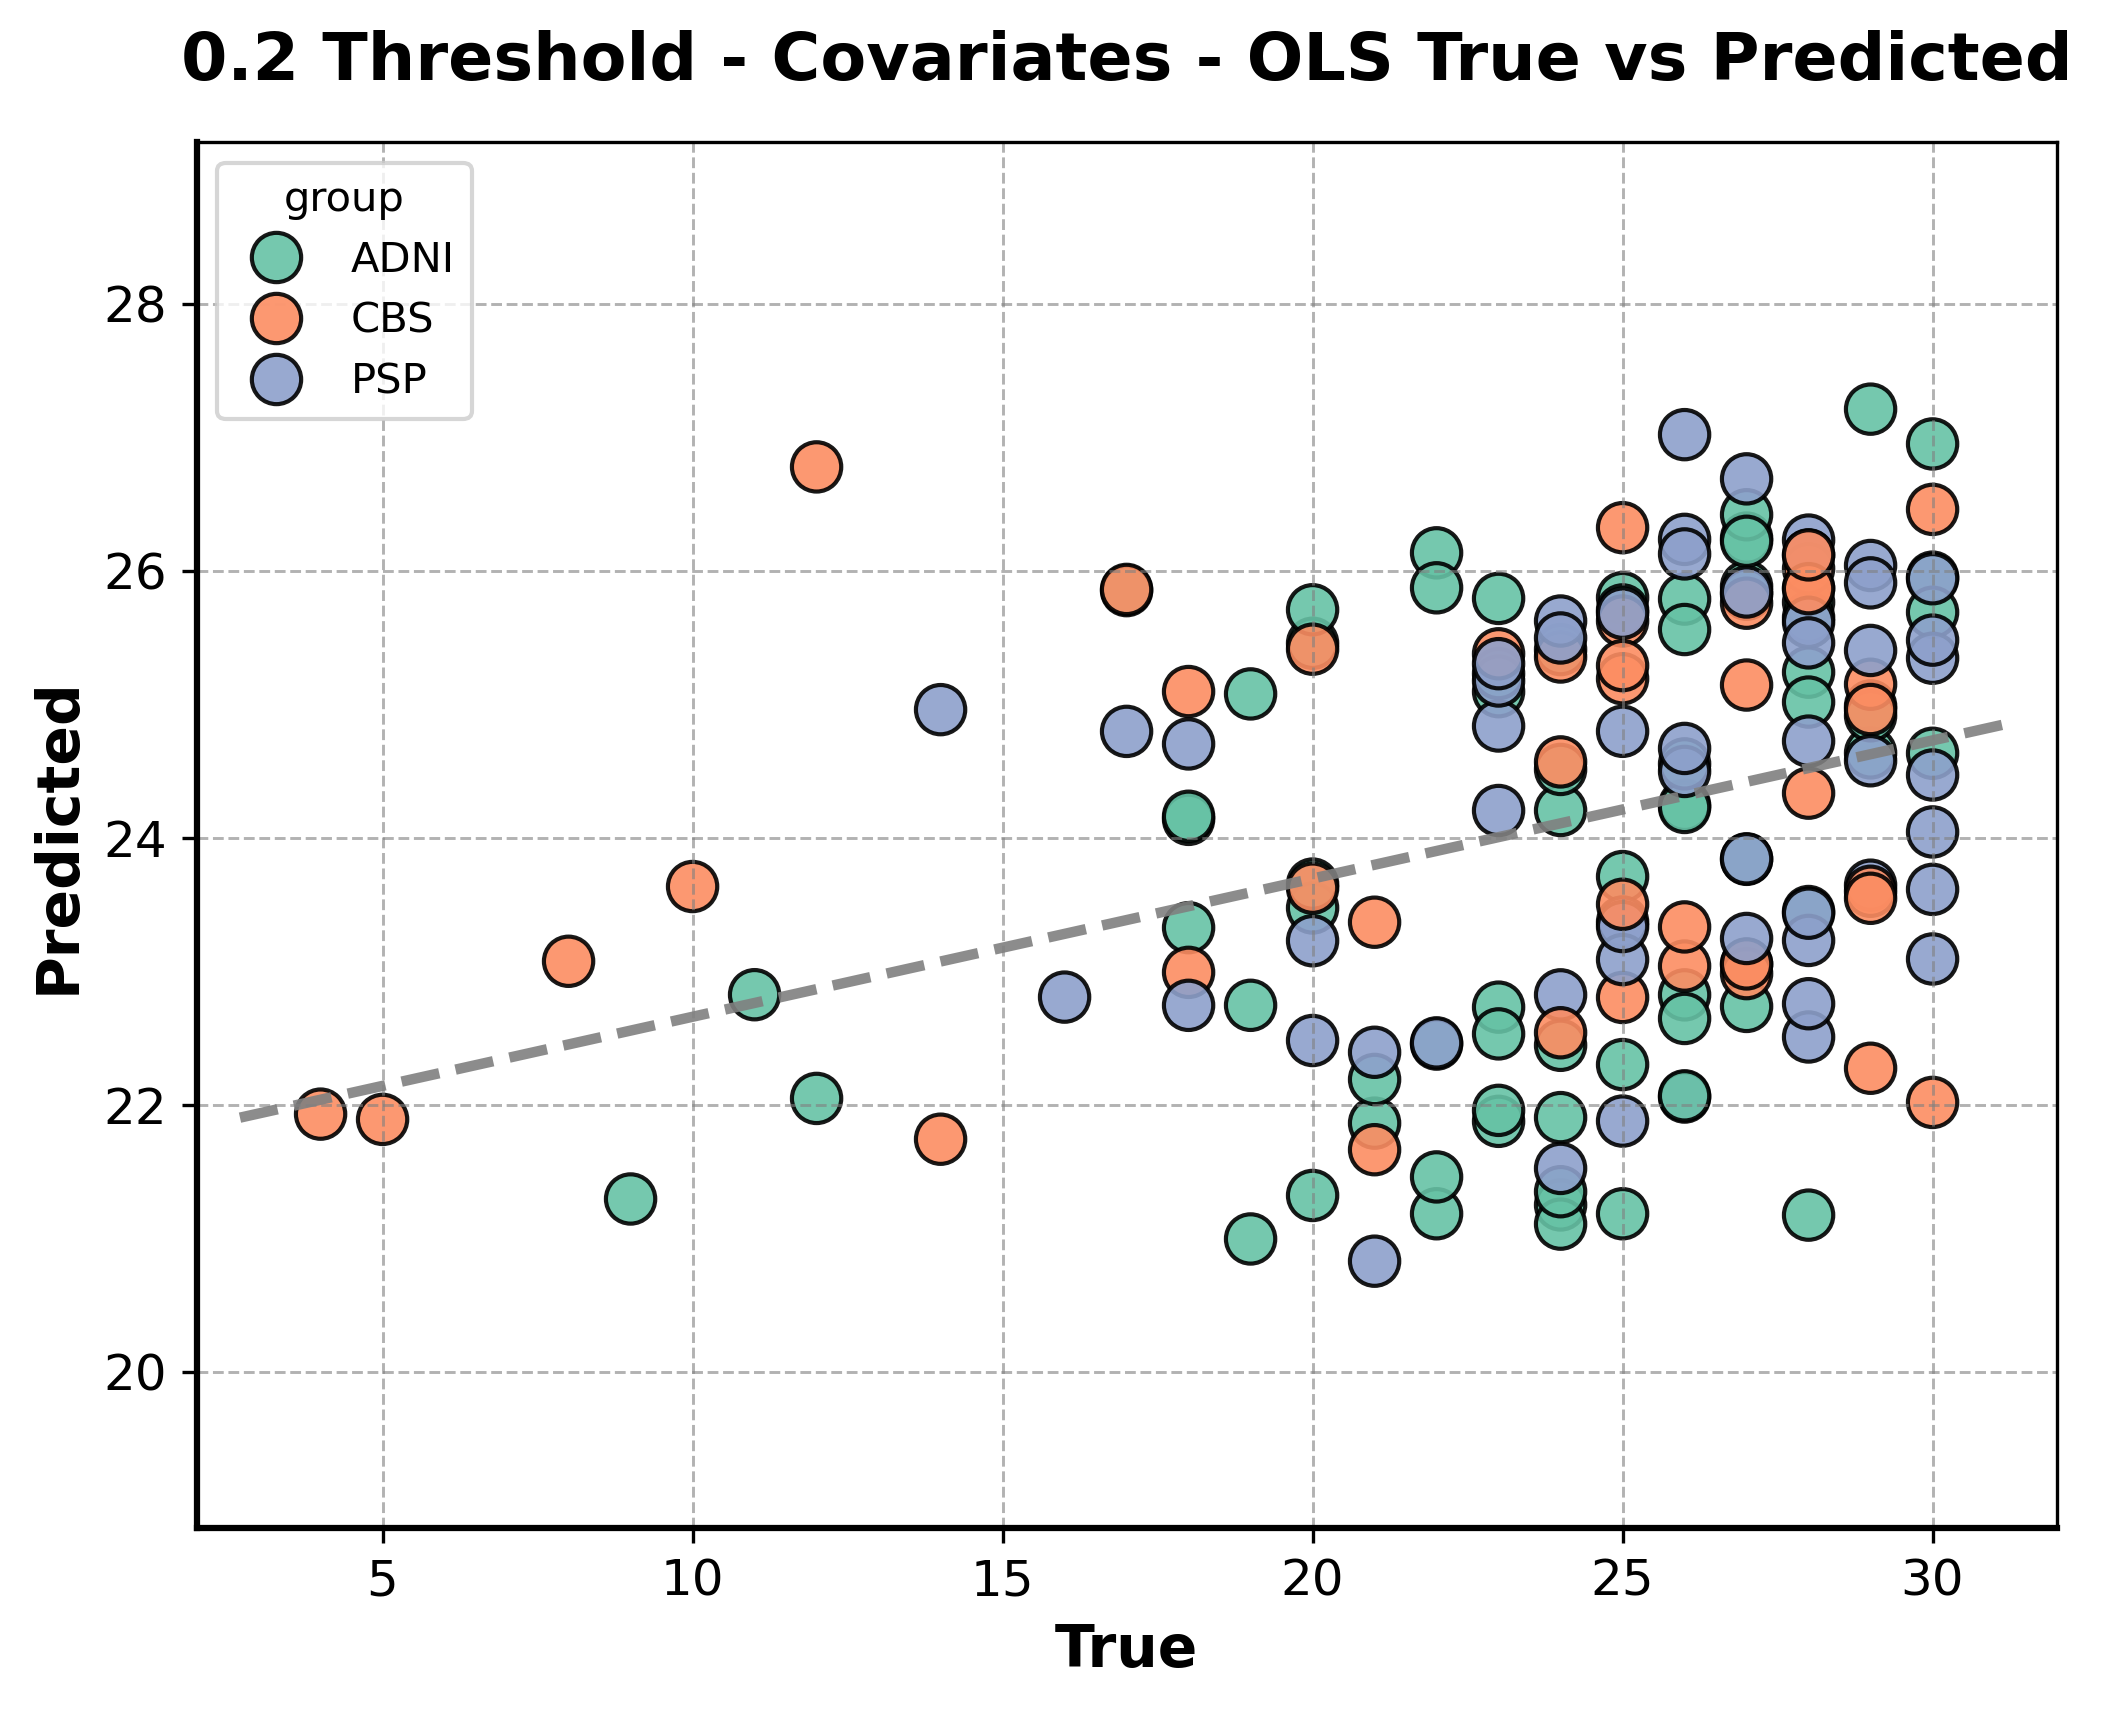 0.2 Threshold - Covariates - OLS True vs Predicted
group
ADNI
CBS
PSP
Predicted
28
26
24
22
20
5 10 15 20 25 30
True